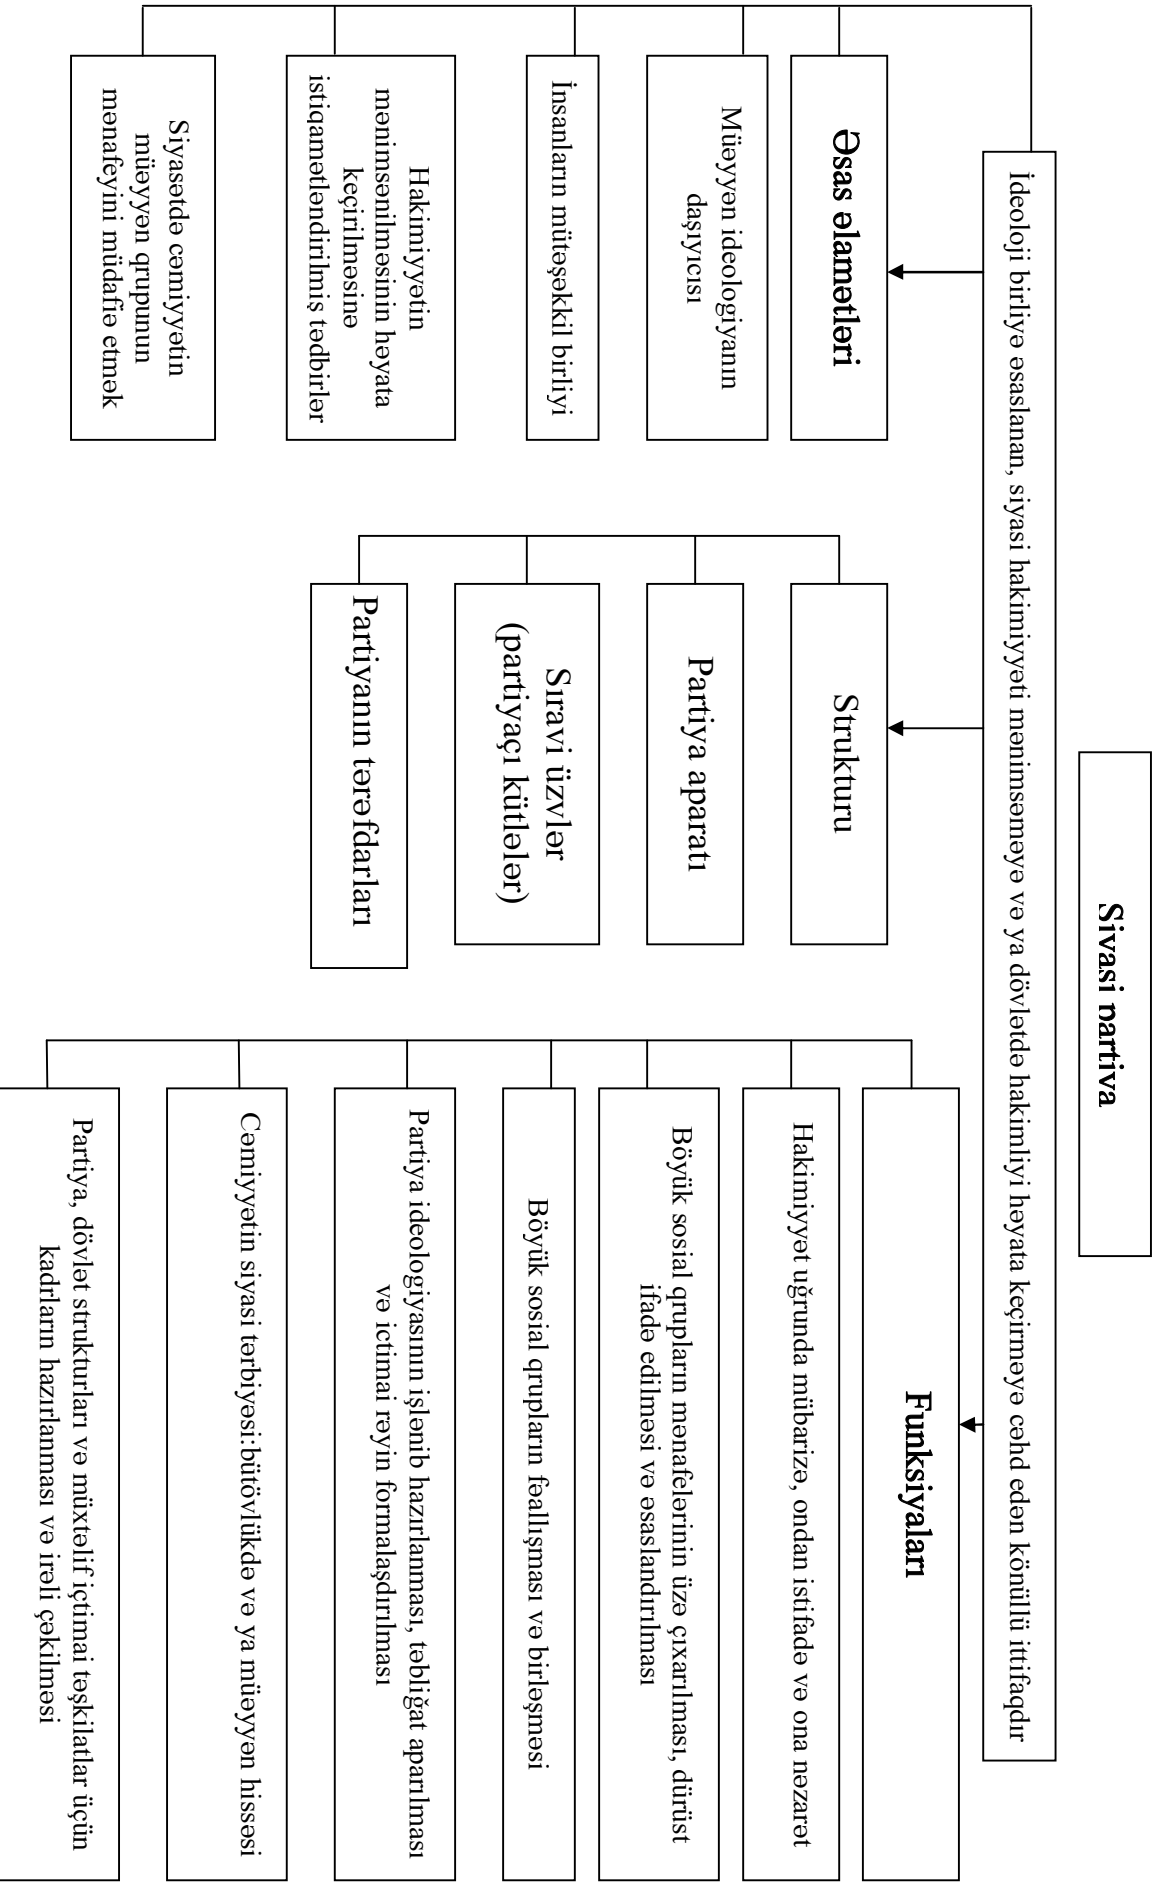 Siyasi partiya
İdeoloji birliyə əsaslanan, siyasi hakimiyyəti mənimsəməyə və ya dövlətdə hakimliyi həyata keçirməyə cəhd edən könüllü ittifaqdır
Əsas əlamətləri
Müəyyən ideologiyanın
daşıyıcısı
İnsanların mütəşəkkil birliyi
Hakimiyyətin
mənimsənilməsinin həyata
keçirilməsinə
istiqamətləndirilmiş tədbirlər
Siyasətdə cəmiyyətin
müəyyən qrupunun
mənafeyini müdafiə etmək
Strukturu
Partiya aparatı
Sıravi üzvlər
(partiyaçı kütlələr)
Partiyanın tərəfdarları
Funksiyaları
Hakimiyyət uğrunda mübarizə, ondan istifadə və ona nəzarət
Böyük sosial qrupların mənafelərinin üzə çıxarılması, dürüst
ifadə edilməsi və əsaslandırılması
Böyük sosial qrupların fəallışması və birləşməsi
Partiya ideologiyasının işlənib hazırlanması, təbliğat aparılması
və ictimai rəyin formalaşdırılması
Cəmiyyətin siyasi tərbiyəsi:bütövlükdə və ya müəyyən hissəsi
Partiya, dövlət strukturları və müxtəlif içtimai təşkilatlar üçün
kadrların hazırlanması və irəli çəkilməsi